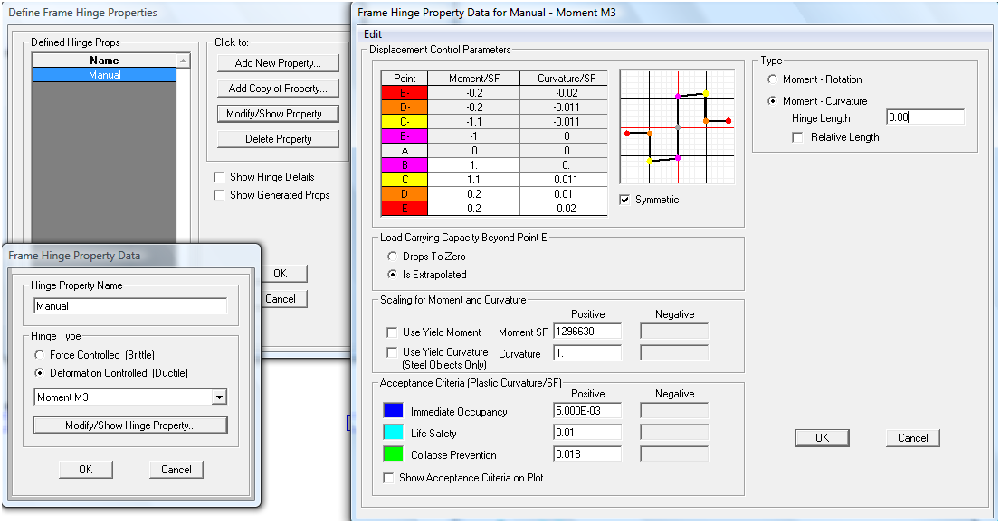 Define Frame Hinge Properties
Defined Hinge Props
Name
Manual
Click to:
Add New Property...
Add Copy of Property...
Modify/Show Property...
Delete Property
Show Hinge Details
Show Generated Props
OK
Cancel
Frame Hinge Property Data
Hinge Property Name
Manual
Hinge Type
Force Controlled (Brittle)
Deformation Controlled (Ductile)
Moment M3
Modify/Show Hinge Property...
OK Cancel
Frame Hinge Property Data for Manual - Moment M3
Edit
Displacement Control Parameters
Point Moment/SF Curvature/SF
E- -0.2 -0.02
D- -0.2 -0.011
C- -1.1 -0.011
B- -1 0
A 0 0
B 1. 0.
C 1.1 0.011
D 0.2 0.011
E 0.2 0.02
Symmetric
Load Carrying Capacity Beyond Point E
Drops To Zero
Is Extrapolated
Scaling for Moment and Curvature
Positive Negative
Use Yield Moment Moment SF 1296630.
Use Yield Curvature Curvature 1.
(Steel Objects Only)
Acceptance Criteria (Plastic Curvature/SF)
Positive Negative
Immediate Occupancy 5.000E-03
Life Safety 0.01
Collapse Prevention 0.018
Show Acceptance Criteria on Plot
Type
Moment - Rotation
Moment - Curvature
Hinge Length 0.08
Relative Length
OK Cancel